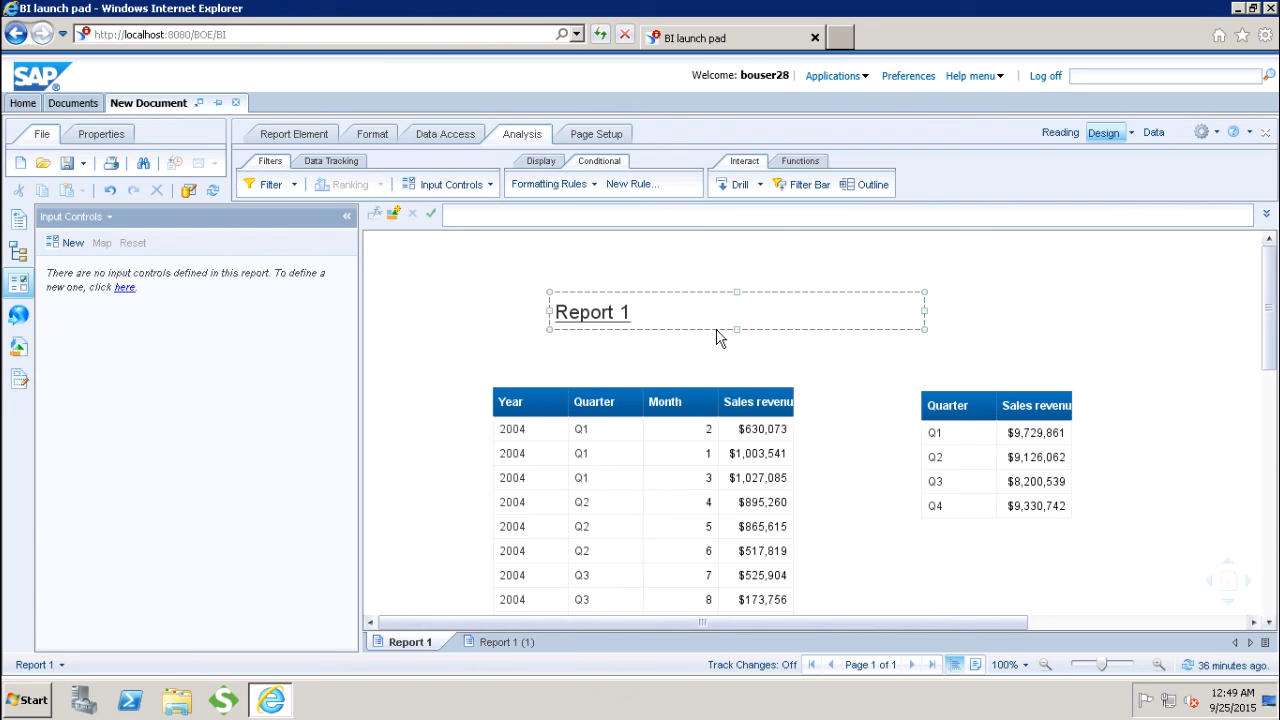 BI launch pad - Windows Internet Explorer
http://localhost:8080/BOE/BI
BI launch pad
SAP
Welcome: bouser28 Applications Preferences Help menu Log off
Home Documents New Document
File Properties Report Element Format Data Access Analysis Page Setup Reading Design Data
Filters Data Tracking Display Conditional Interact Functions
Filter Ranking Input Controls Formatting Rules New Rule... Drill Filter Bar Outline
Input Controls
New Map Reset
There are no input controls defined in this report. To define a
new one, click here.
Report 1
Year Quarter Month Sales revenu
2004 Q1 2 $630,073
2004 Q1 1 $1,003,541
2004 Q1 3 $1,027,085
2004 Q2 4 $895,260
2004 Q2 5 $865,615
2004 Q2 6 $517,819
2004 Q3 7 $525,904
2004 Q3 8 $173,756
Quarter Sales revenu
Q1 $9,729,861
Q2 $9,126,062
Q3 $8,200,539
Q4 $9,330,742
Report 1 Report 1 (1)
Report 1 Track Changes: Off Page 1 of 1 100% 36 minutes ago.
Start
12:49 AM
9/25/2015